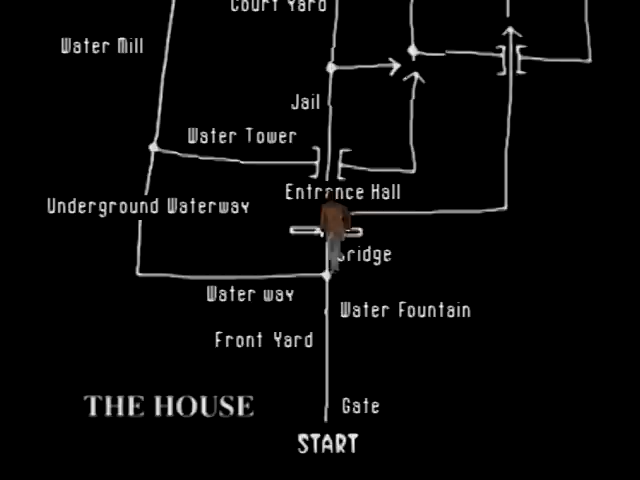 Court Yard
Water Mill
Jail
Water Tower
Entrance Hall
Underground Waterway
Bridge
Water way
Water Fountain
Front Yard
THE HOUSE
Gate
START